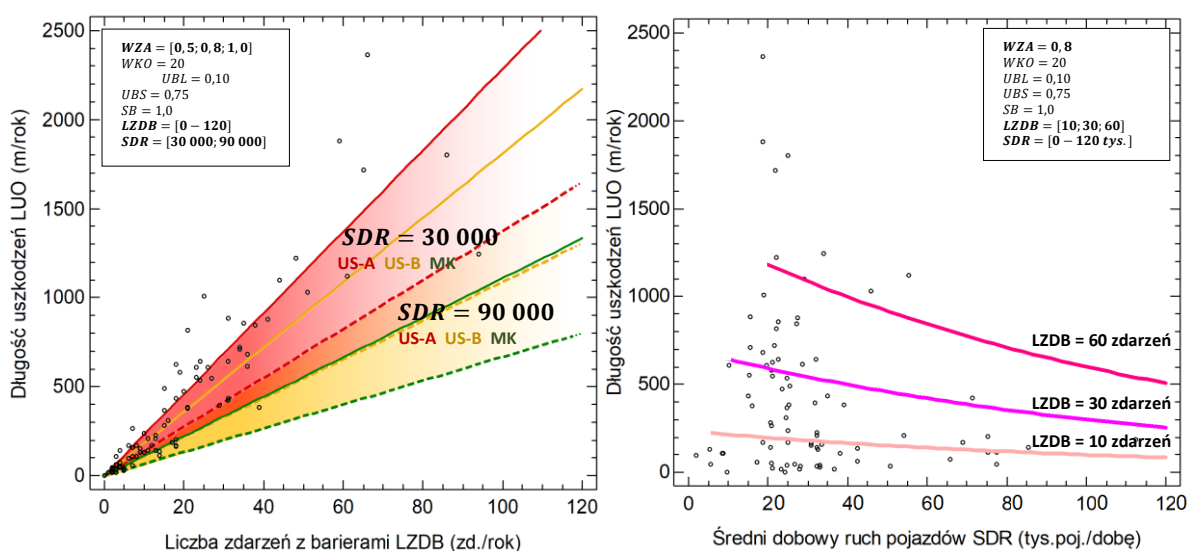 Długość uszkodzeń LUO (m/rok)
2500
2000
1500
1000
500
0
WZA = [0,5; 0,8; 1,0]
WKO = 20
UBL = 0,10
UBS = 0,75
SB = 1,0
LZDB = [0 − 120]
SDR = [30 000; 90 000]
SDR = 30 000
US-A US-B MK
SDR = 90 000
US-A US-B MK
0 20 40 60 80 100 120
Liczba zdarzeń z barierami LZDB (zd./rok)
Długość uszkodzeń LUO (m/rok)
2500
2000
1500
1000
500
0
WZA = 0,8
WKO = 20
UBL = 0,10
UBS = 0,75
SB = 1,0
LZDB = [10; 30; 60]
SDR = [0 − 120 tys.]
LZDB = 60 zdarzeń
LZDB = 30 zdarzeń
LZDB = 10 zdarzeń
0 20 40 60 80 100 120
Średni dobowy ruch pojazdów SDR (tys.poj./dobę)